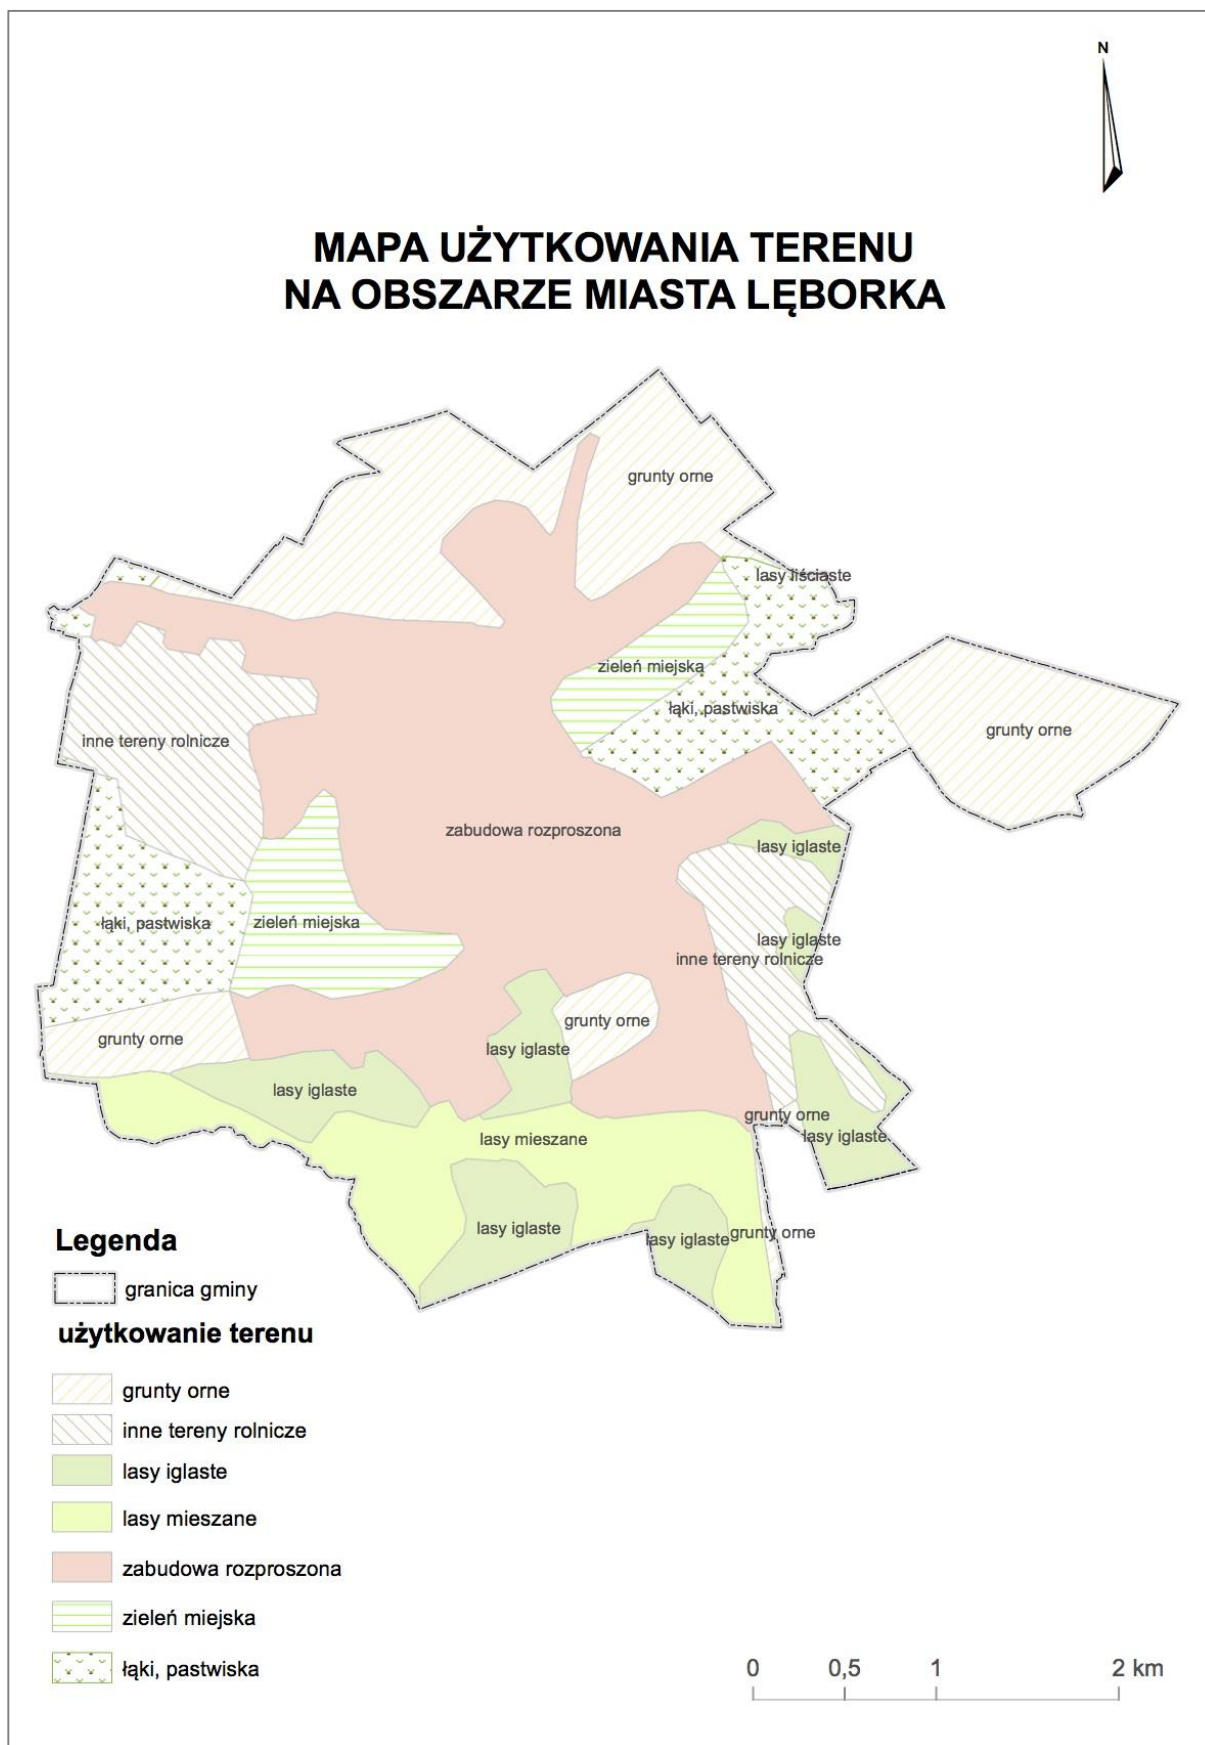 N
MAPA UŻYTKOWANIA TERENU
NA OBSZARZE MIASTA LĘBORKA
grunty orne
lasy liściaste
zieleń miejska
łąki, pastwiska
grunty orne
inne tereny rolnicze
zabudowa rozproszona
lasy iglaste
łąki, pastwiska
zieleń miejska
lasy iglaste
inne tereny rolnicze
grunty orne
grunty orne
lasy iglaste
lasy iglaste
grunty orne
lasy iglaste
lasy mieszane
lasy iglaste
lasy iglaste
grunty orne
Legenda
granica gminy
użytkowanie terenu
grunty orne
inne tereny rolnicze
lasy iglaste
lasy mieszane
zabudowa rozproszona
zieleń miejska
łąki, pastwiska
0 0,5 1 2 km